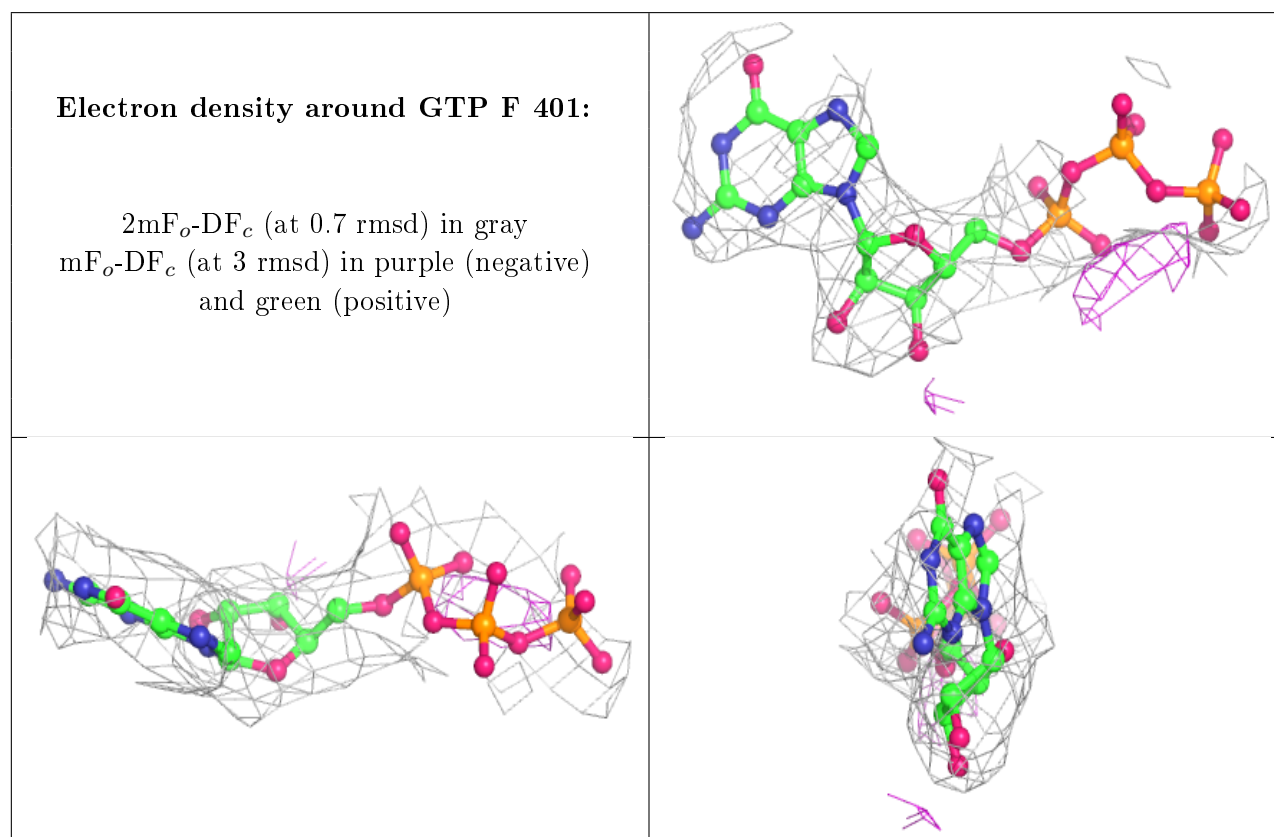 Electron density around GTP F 401:
2mFo-DFc (at 0.7 rmsd) in gray
mFo-DFc (at 3 rmsd) in purple (negative)
and green (positive)